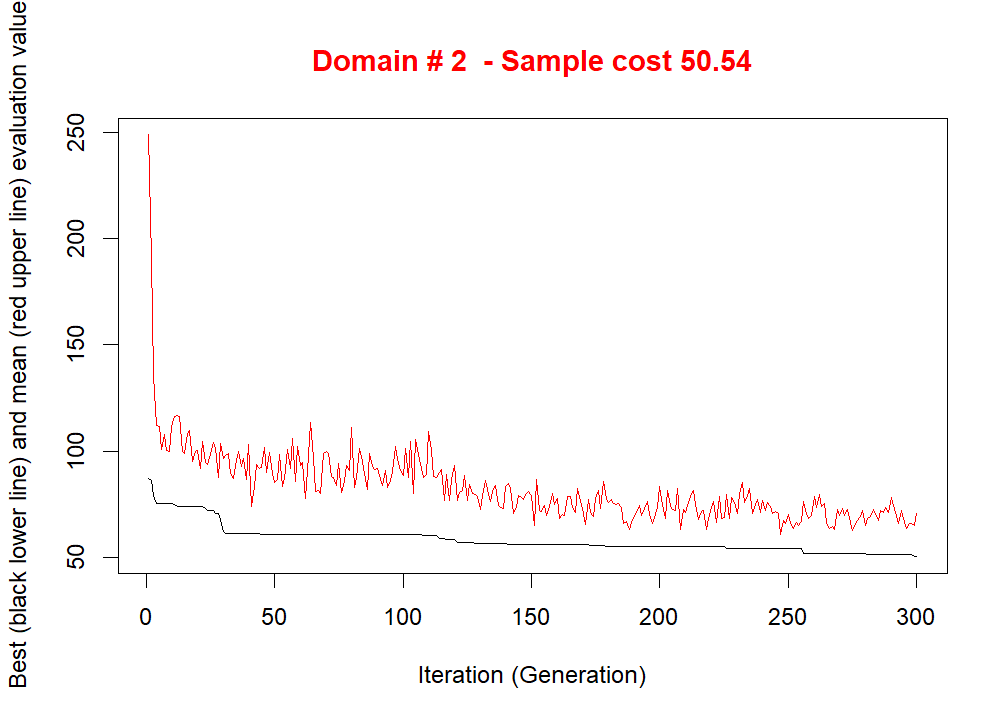 Domain # 2  - Sample cost 50.54
Best (black lower line) and mean (red upper line) evaluation value
250
200
150
100
50
0 50 100 150 200 250 300
Iteration (Generation)